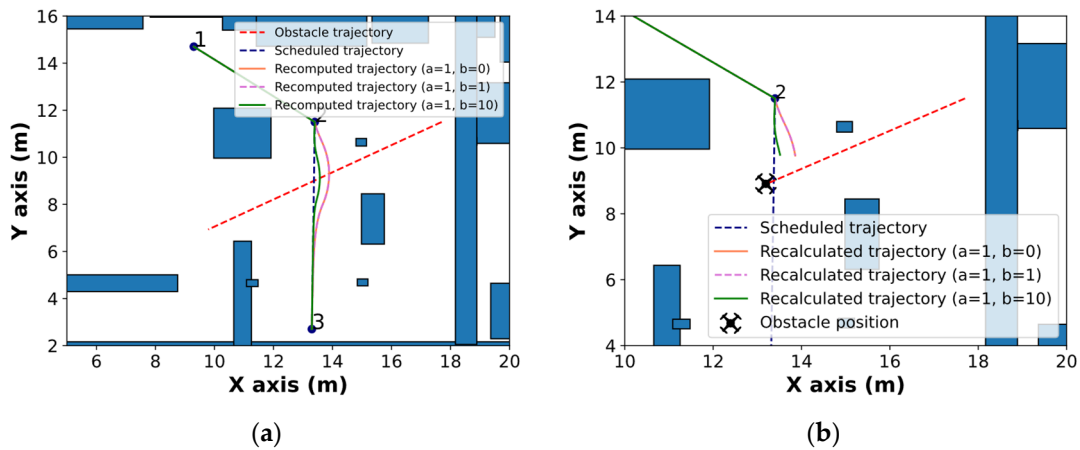 16
14
12
10
8
6
4
2
Y axis (m)
6 8 10 12 14 16 18 20
X axis (m)
1
2
3
Obstacle trajectory
Scheduled trajectory
Recomputed trajectory (a=1, b=0)
Recomputed trajectory (a=1, b=1)
Recomputed trajectory (a=1, b=10)
(a)
14
12
10
8
6
4
Y axis (m)
10 12 14 16 18 20
X axis (m)
2
Scheduled trajectory
Recalculated trajectory (a=1, b=0)
Recalculated trajectory (a=1, b=1)
Recalculated trajectory (a=1, b=10)
Obstacle position
(b)